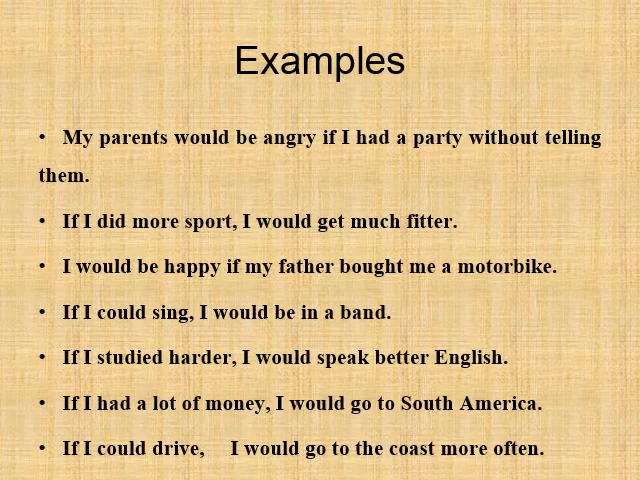 Examples
• My parents would be angry if I had a party without telling
them.
• If I did more sport, I would get much fitter.
• I would be happy if my father bought me a motorbike.
• If I could sing, I would be in a band.
• If I studied harder, I would speak better English.
• If I had a lot of money, I would go to South America.
• If I could drive, I would go to the coast more often.